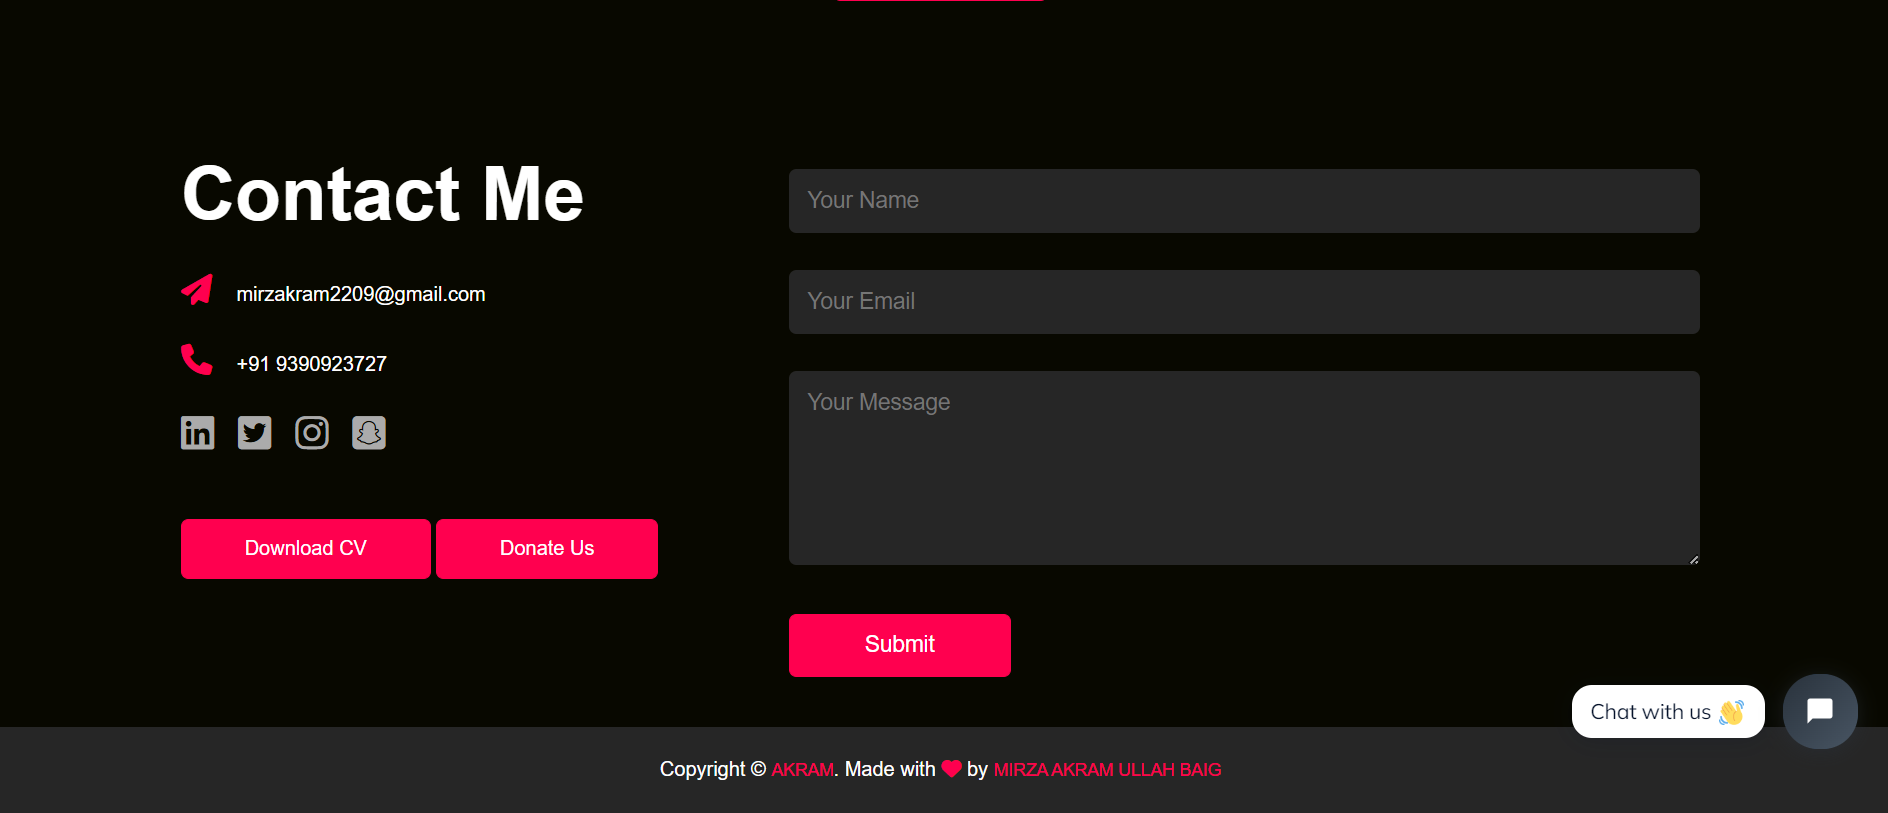 Contact Me
mirzakram2209@gmail.com
+91 9390923727
Download CV
Donate Us
Your Name
Your Email
Your Message
Submit
Chat with us 👋
Copyright © AKRAM. Made with ❤ by MIRZA AKRAM ULLAH BAIG